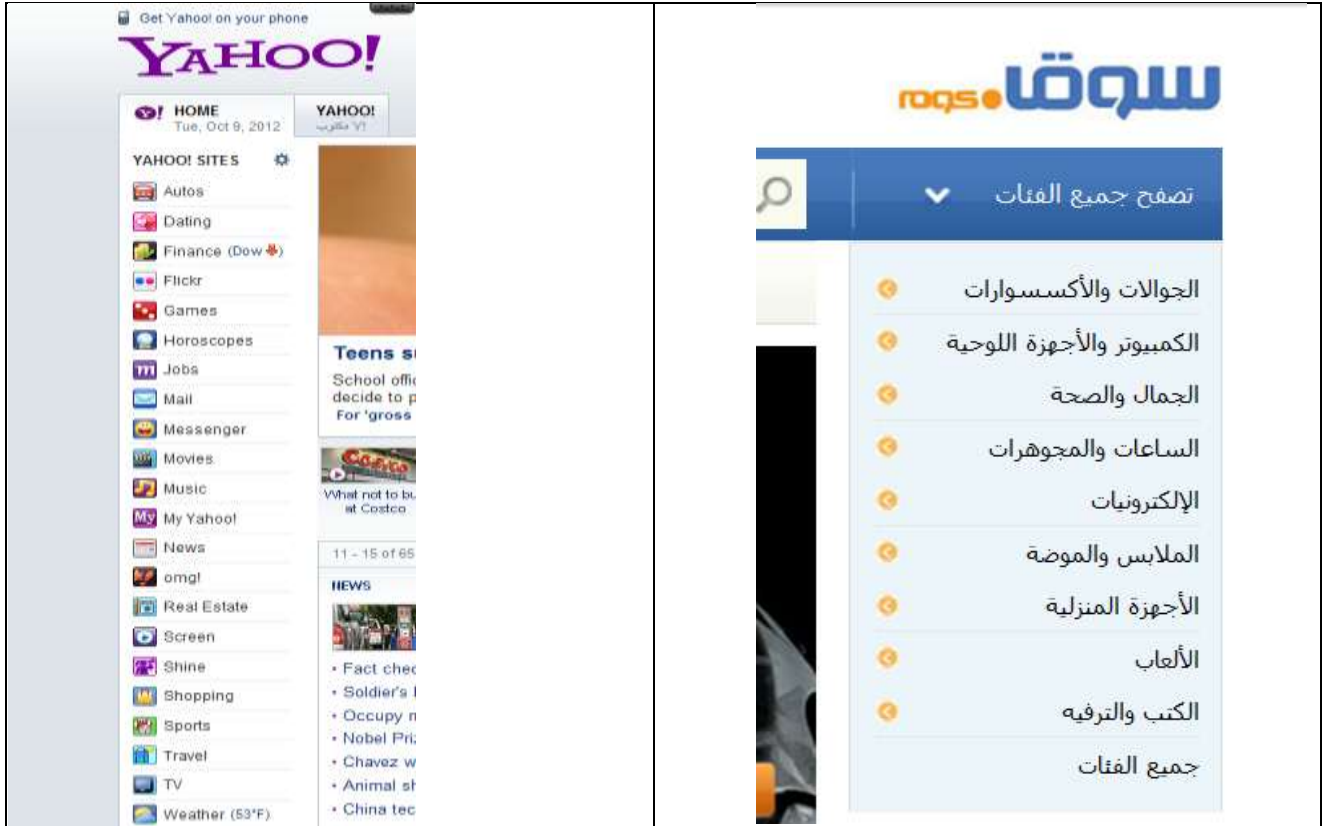 Get Yahoo! on your phone
YAHOO!
HOME
Tue, Oct 9, 2012
YAHOO!
مكتوب Y!
YAHOO! SITES
Autos
Dating
Finance (Dow)
Flickr
Games
Horoscopes
Jobs
Mail
Messenger
Movies
Music
My Yahoo!
News
omg!
Real Estate
Screen
Shine
Shopping
Sports
Travel
TV
Weather (53°F)
Teens
School
decide to
For 'gross
Costco
What not to
at Costco
11 - 15 of 65
NEWS
• Fact
• Soldier's
• Occupy
• Nobel
• Chavez
• Animal
• China
سوق.com
تصفح جميع الفئات
الجوالات والأكسسوارات
الكمبيوتر والأجهزة اللوحية
الجمال والصحة
الساعات والمجوهرات
الإلكترونيات
الملابس والموضة
الأجهزة المنزلية
الألعاب
الكتب والترفيه
جميع الفئات